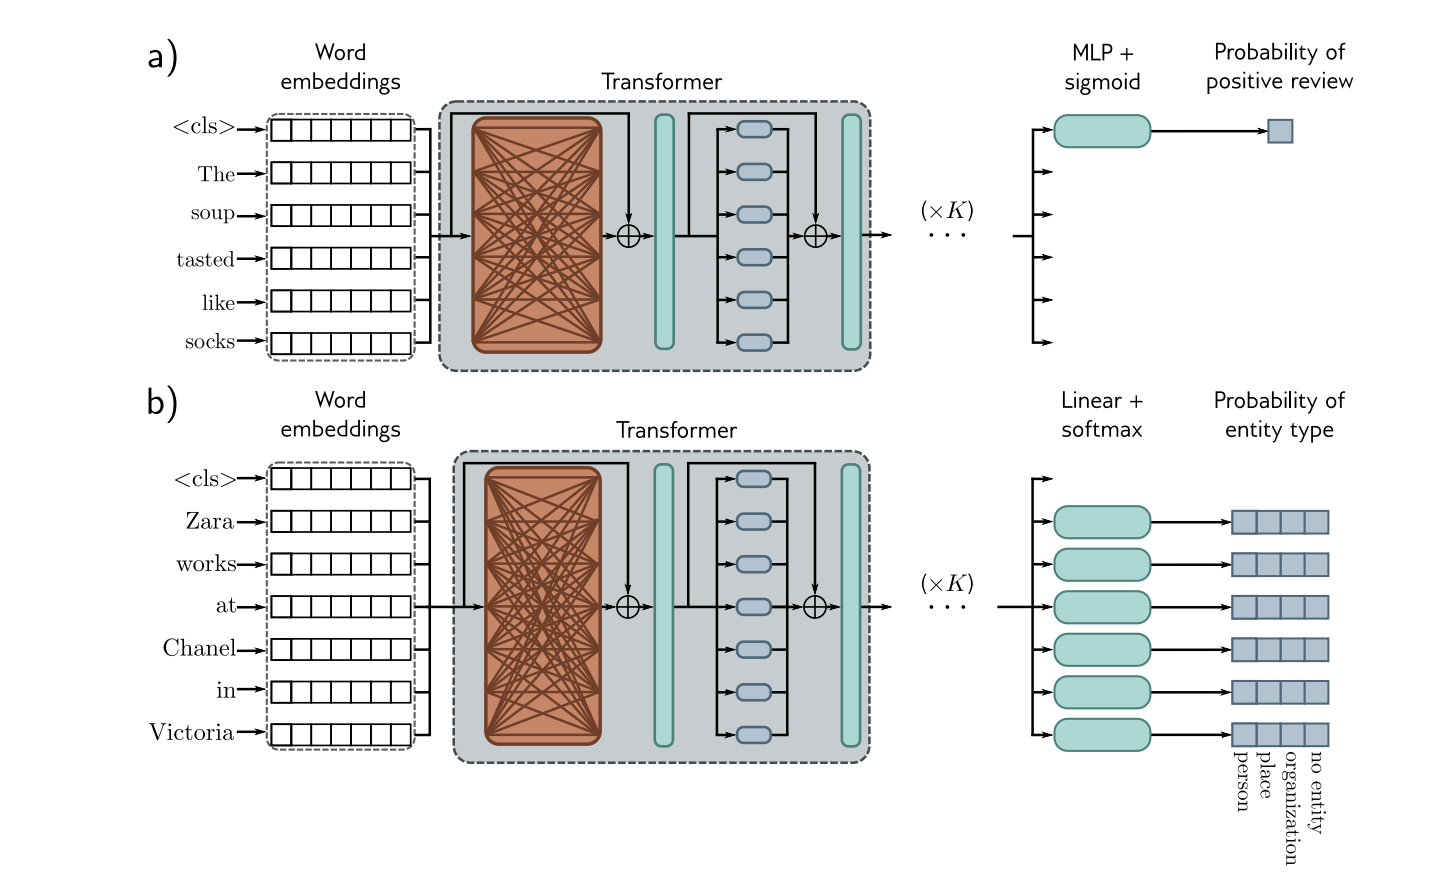 a)
Word
embeddings
Transformer
MLP +
sigmoid
Probability of
positive review
<cls>
The
soup
tasted
like
socks
(×K)
· · ·
b)
Word
embeddings
Transformer
Linear +
softmax
Probability of
entity type
<cls>
Zara
works
at
Chanel
in
Victoria
(×K)
· · ·
person
place
organization
no entity